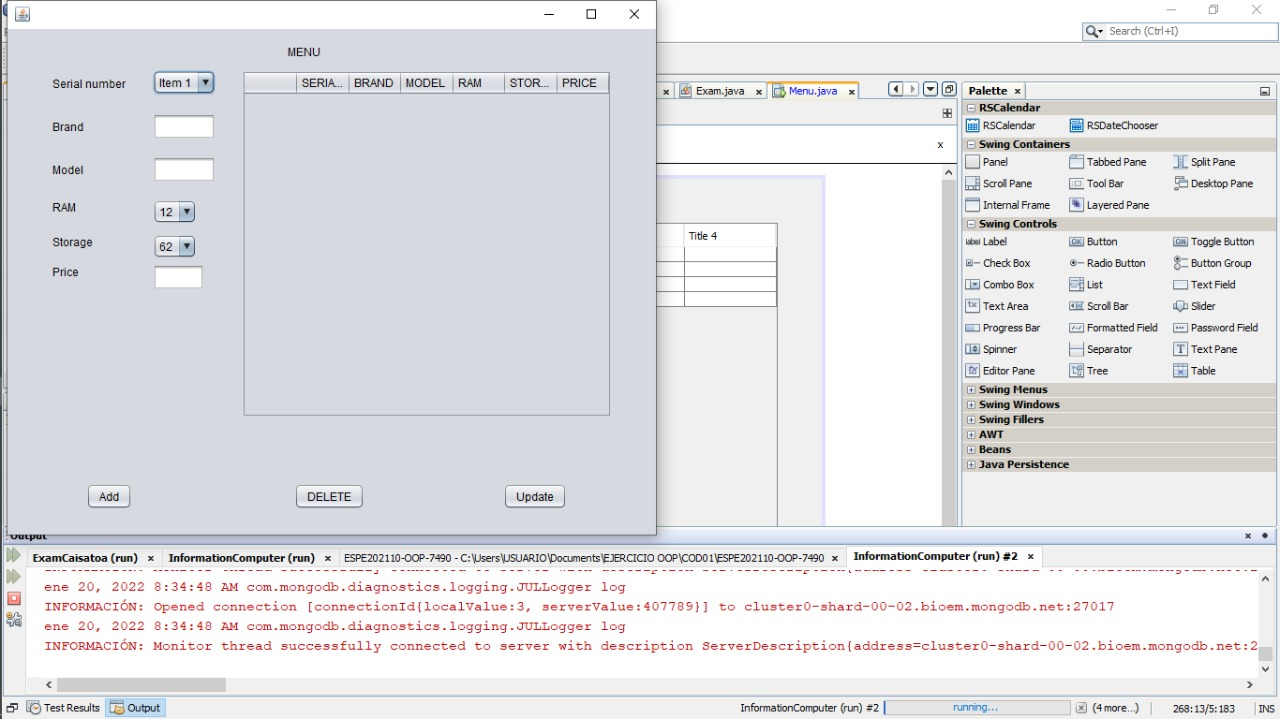 MENU
Serial number
Item 1
SERIA... BRAND MODEL RAM STOR... PRICE
Brand
Model
RAM
12
Storage
62
Price
Add
DELETE
Update
Search (Ctrl+I)
Exam.java
Menu.java
x
Title 4
Palette
RSCalendar
RSCalendar RSDateChooser
Swing Containers
Panel Tabbed Pane Split Pane
Scroll Pane Tool Bar Desktop Pane
Internal Frame Layered Pane
Swing Controls
Label Button Toggle Button
Check Box Radio Button Button Group
Combo Box List Text Field
Text Area Scroll Bar Slider
Progress Bar Formatted Field Password Field
Spinner Separator Text Pane
Editor Pane Tree Table
Swing Menus
Swing Windows
Swing Fillers
AWT
Beans
Java Persistence
Output
ExamCaisatoa (run) InformationComputer (run) ESPE202110-OOP-7490 - C:\Users\USUARIO\Documents\EJERCICIO OOP\CODI1\ESPE202110-OOP-7490 InformationComputer (run) #2
ene 20, 2022 8:34:48 AM com.mongodb.diagnostics.logging.JULLogger log
INFORMACIÓN: Opened connection [connectionId{localValue:3, serverValue:407789}] to cluster0-shard-00-02.bioem.mongodb.net:27017
ene 20, 2022 8:34:48 AM com.mongodb.diagnostics.logging.JULLogger log
INFORMACIÓN: Monitor thread successfully connected to server with description ServerDescription{address=cluster0-shard-00-02.bioem.mongodb.net:2
Test Results Output InformationComputer (run) #2 running... (4 more...) 268:13/5:183 INS